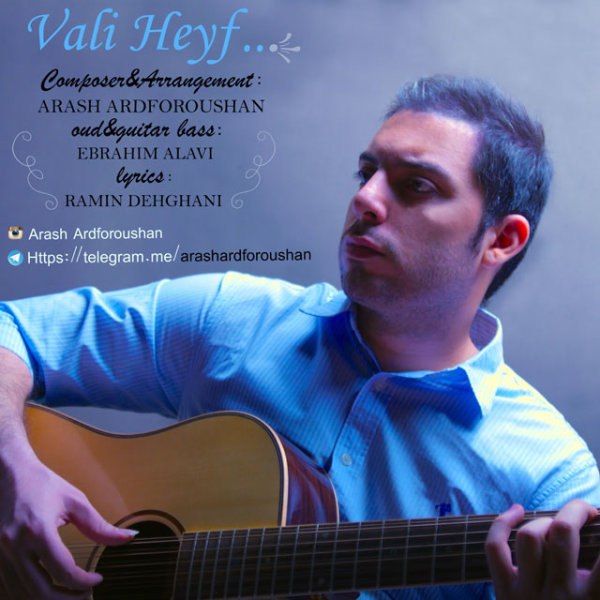 Vali Heyf...
Composer&Arrangement:
ARASH ARDFOROUSHAN
oud&guitar bass:
EBRAHIM ALAVI
lyrics:
RAMIN DEHGHANI
Arash Ardforoushan
Https://telegram.me/arashardforoushan